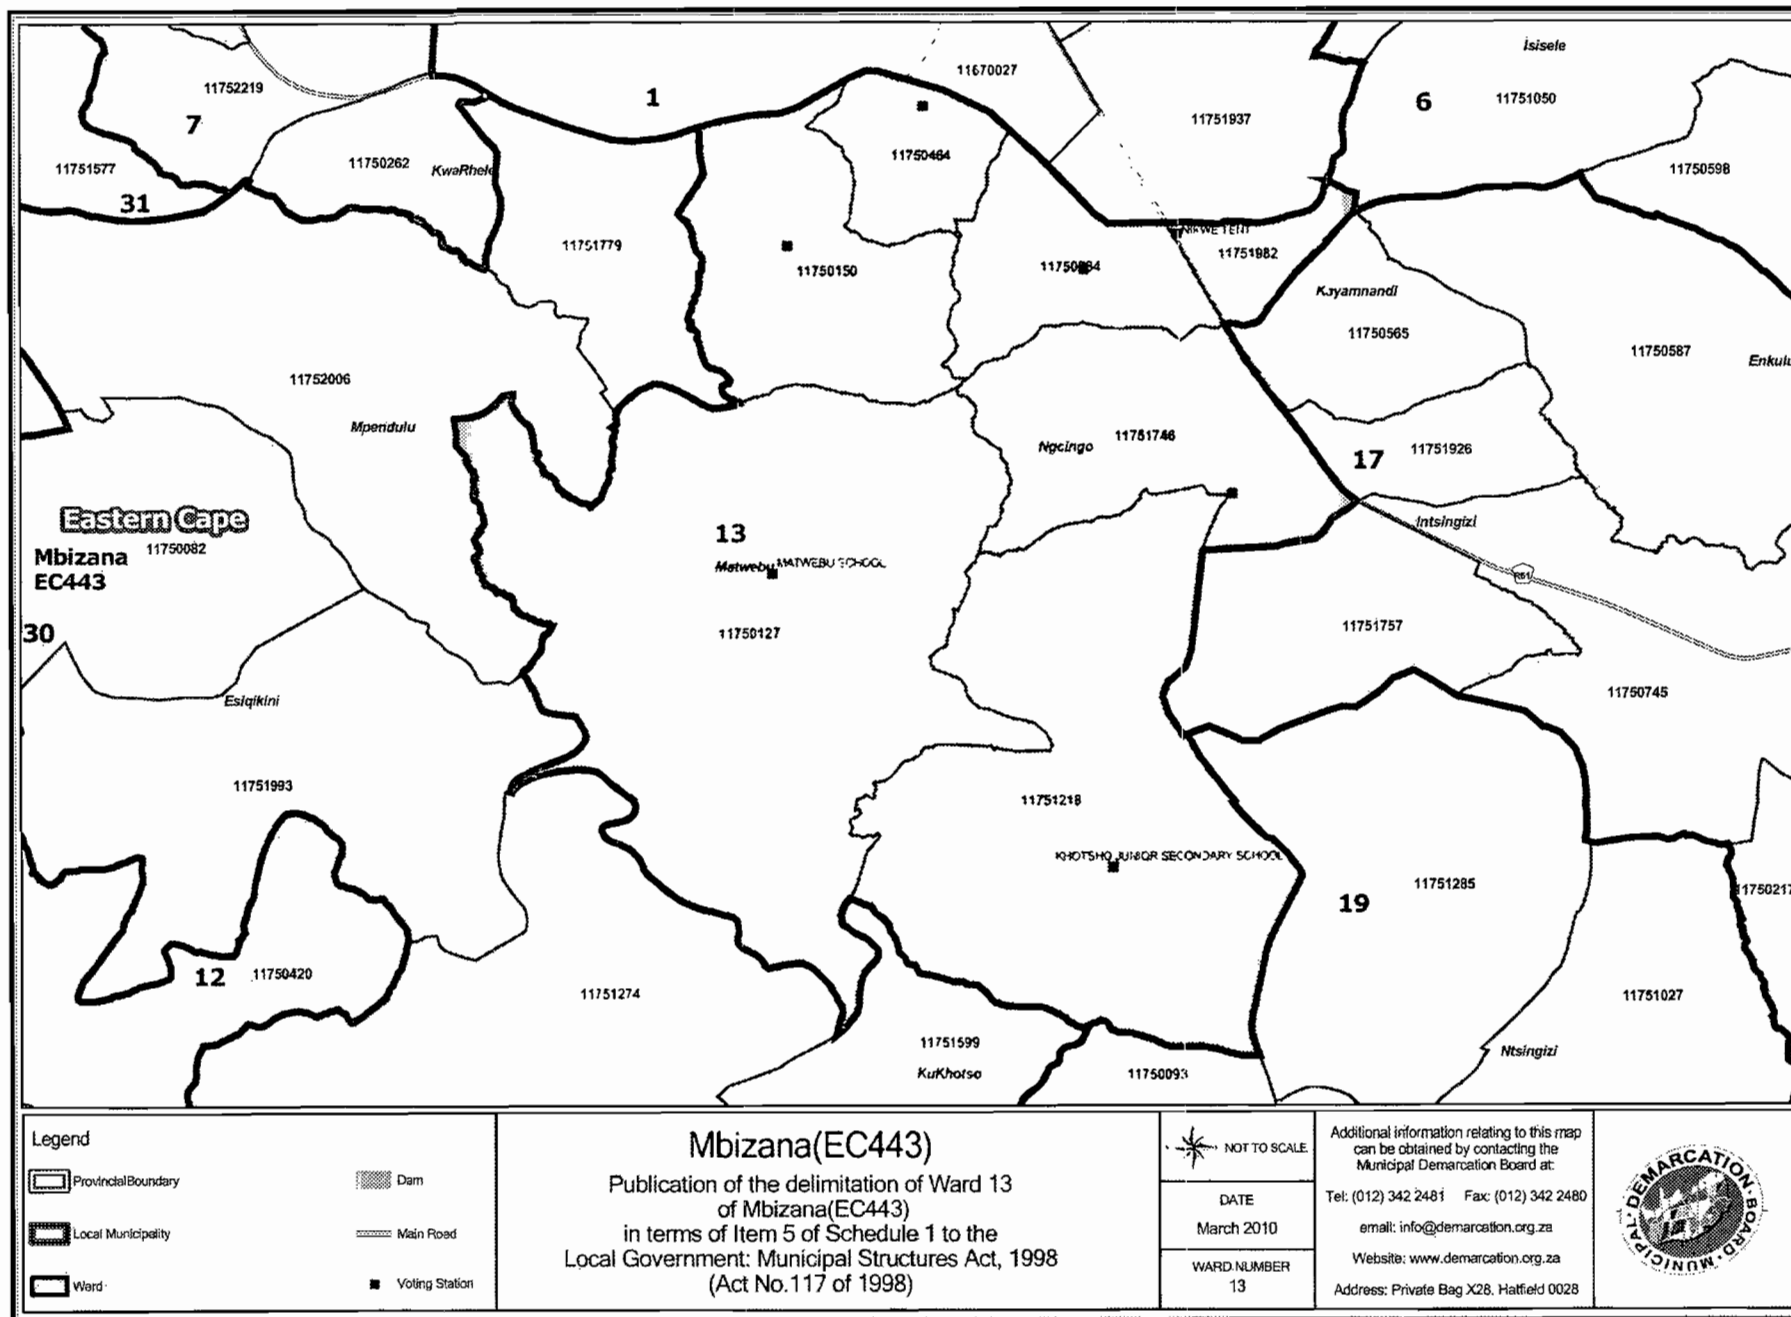 Isisele
11752219
1
11670027
6
11751050
7
11751937
11751577
11750262
KwaRhele
11750464
11750598
31
11751779
11750150
11751982
Kayamnandi
11750565
11750587
Enkulu
11752006
Mpendulu
Ngcingo
11751746
17
11751926
Eastern Cape
Mbizana
EC443
11750082
13
Matwebu
MATWEBU SCHOOL
Intsingizi
R61
30
11750127
11751757
Esiqikini
11750745
11751993
11751218
KHOTSHO JUNIOR SECONDARY SCHOOL
11751285
11750217
19
12
11750420
11751274
11751027
11751599
KuKhotso
11750093
Ntsingizi
Legend
Provincial Boundary
Local Municipality
Ward
Dam
Main Road
Voting Station
Mbizana(EC443)
Publication of the delimitation of Ward 13
of Mbizana(EC443)
in terms of Item 5 of Schedule 1 to the
Local Government: Municipal Structures Act, 1998
(Act No.117 of 1998)
NOT TO SCALE
DATE
March 2010
WARD NUMBER
13
Additional information relating to this map
can be obtained by contacting the
Municipal Demarcation Board at:
Tel: (012) 342 2481 Fax: (012) 342 2480
email: info@demarcation.org.za
Website: www.demarcation.org.za
Address: Private Bag X28, Hatfield 0028
MUNICIPAL DEMARCATION BOARD